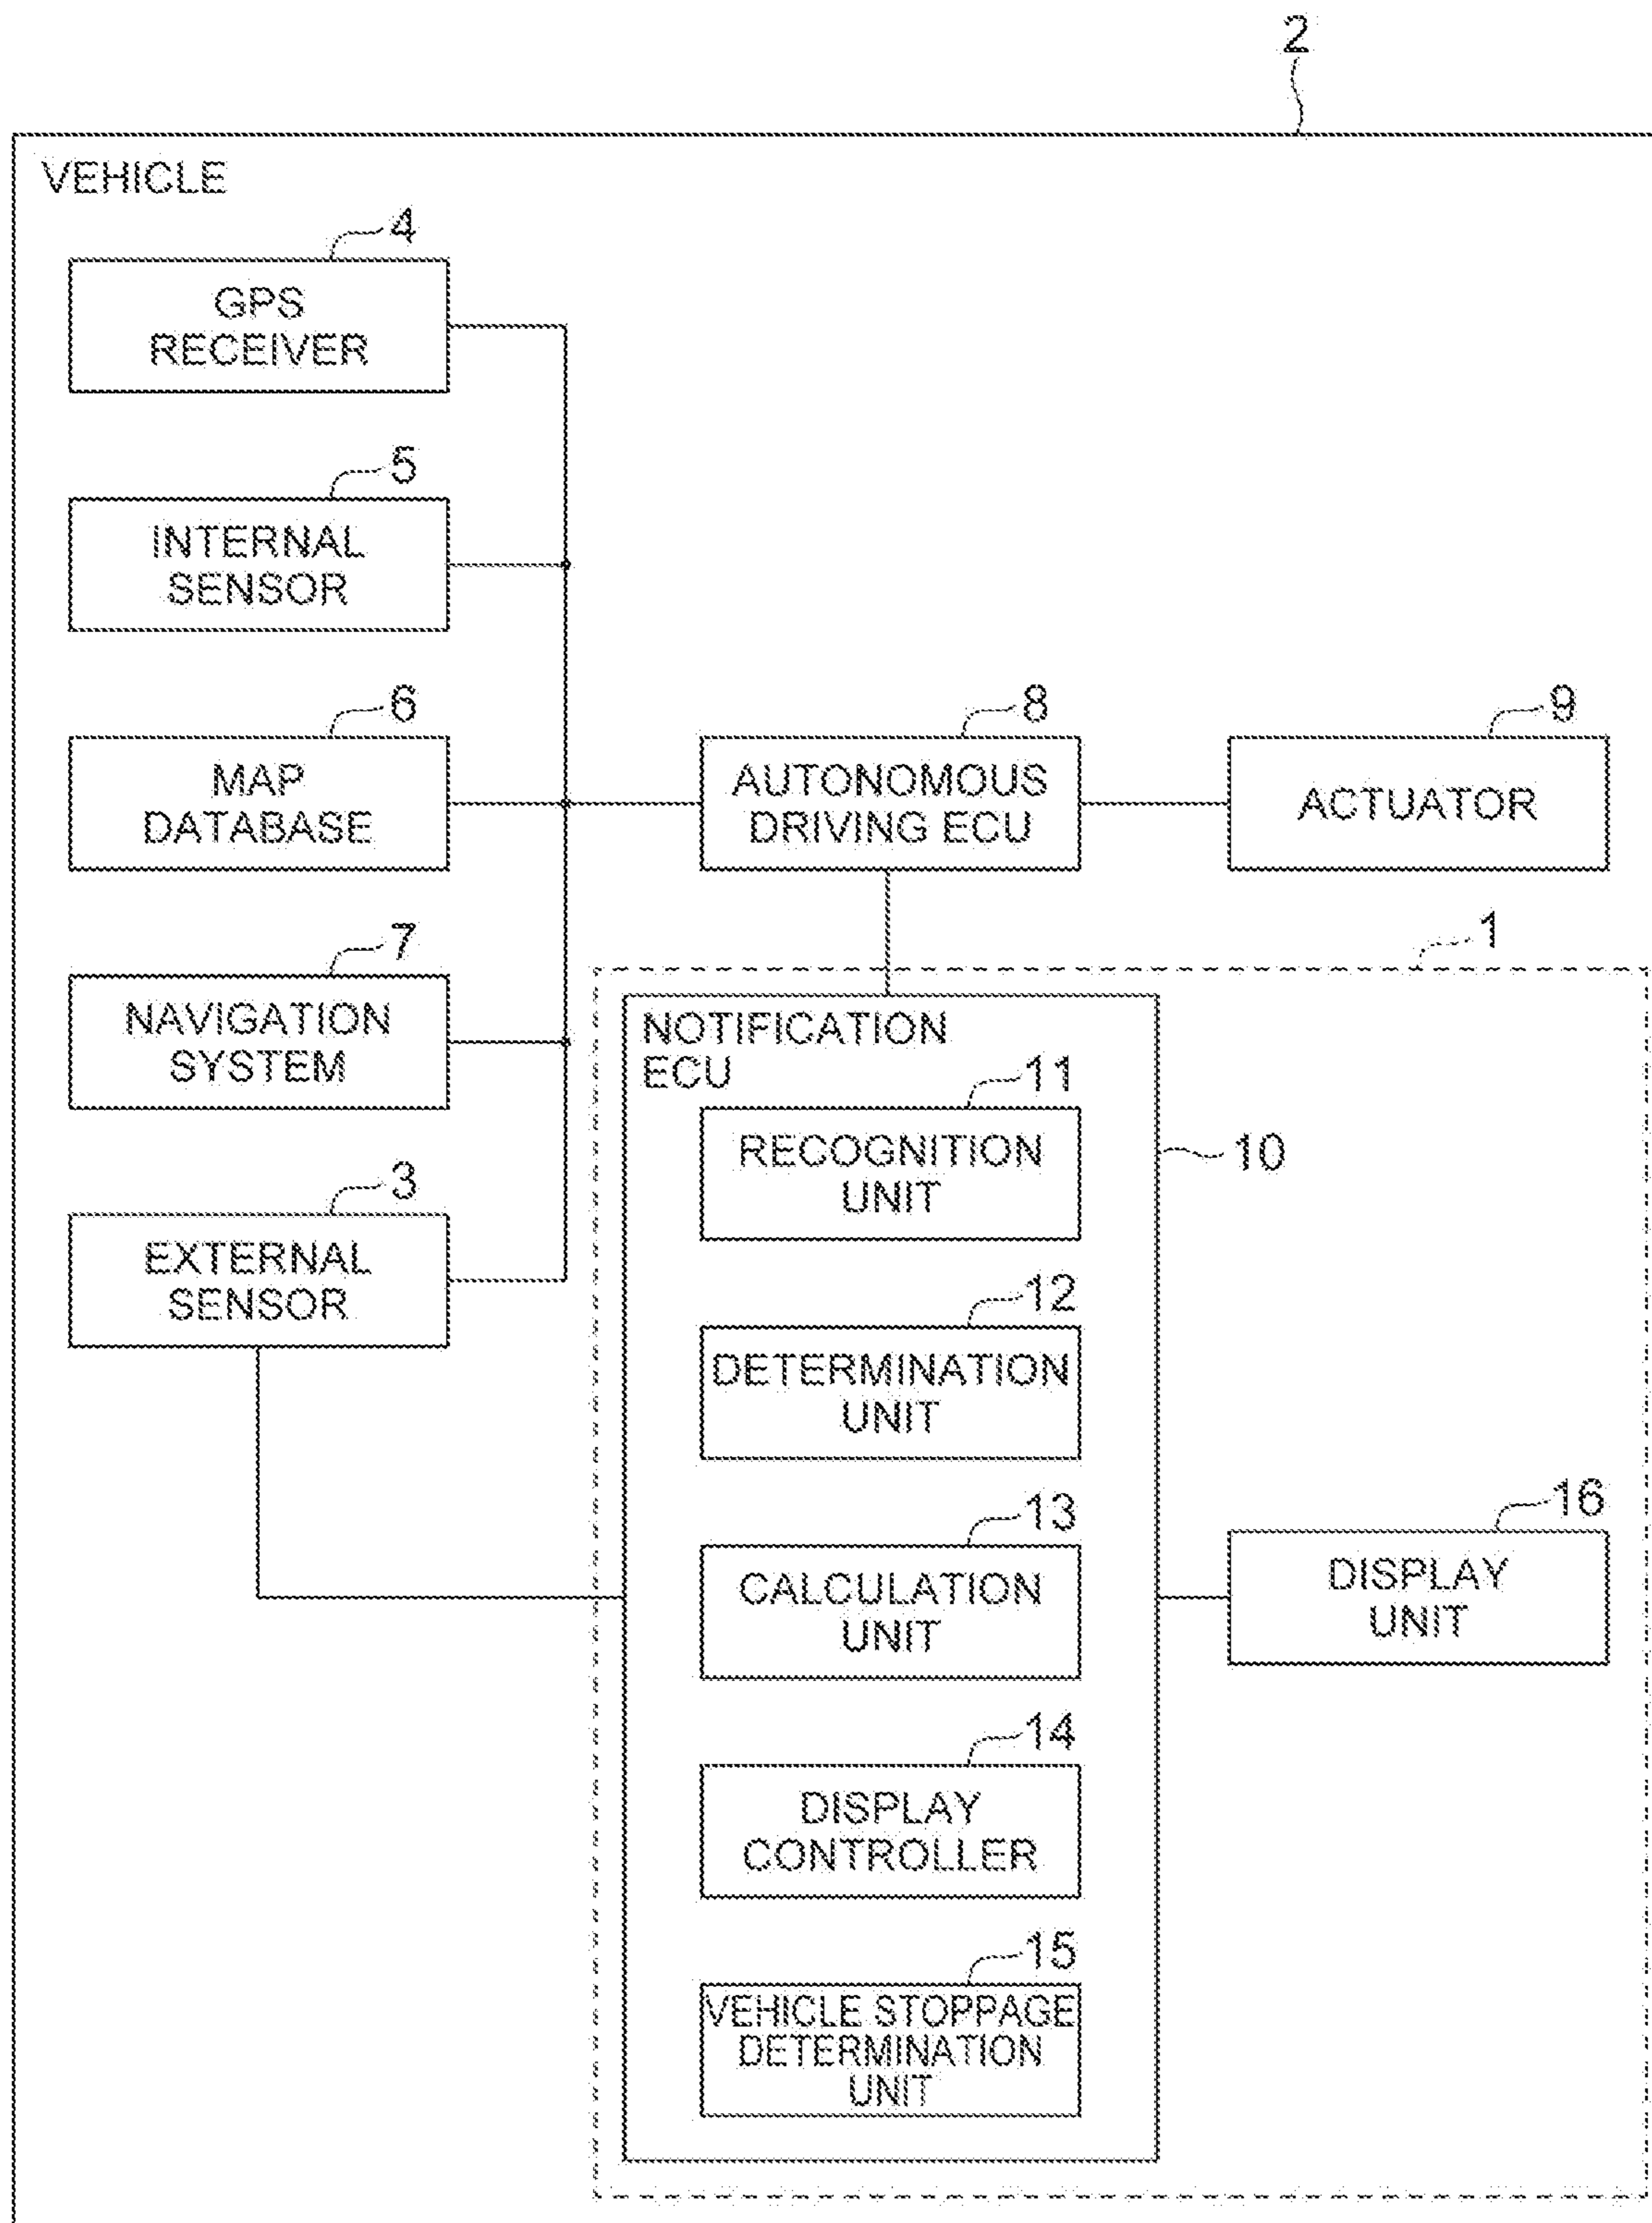 2
VEHICLE
4
GPS
RECEIVER
5
INTERNAL
SENSOR
6
MAP
DATABASE
8
AUTONOMOUS
DRIVING ECU
9
ACTUATOR
7
NAVIGATION
SYSTEM
1
NOTIFICATION
ECU
11
RECOGNITION
UNIT
10
3
EXTERNAL
SENSOR
12
DETERMINATION
UNIT
13
CALCULATION
UNIT
16
DISPLAY
UNIT
14
DISPLAY
CONTROLLER
15
VEHICLE STOPPAGE
DETERMINATION
UNIT